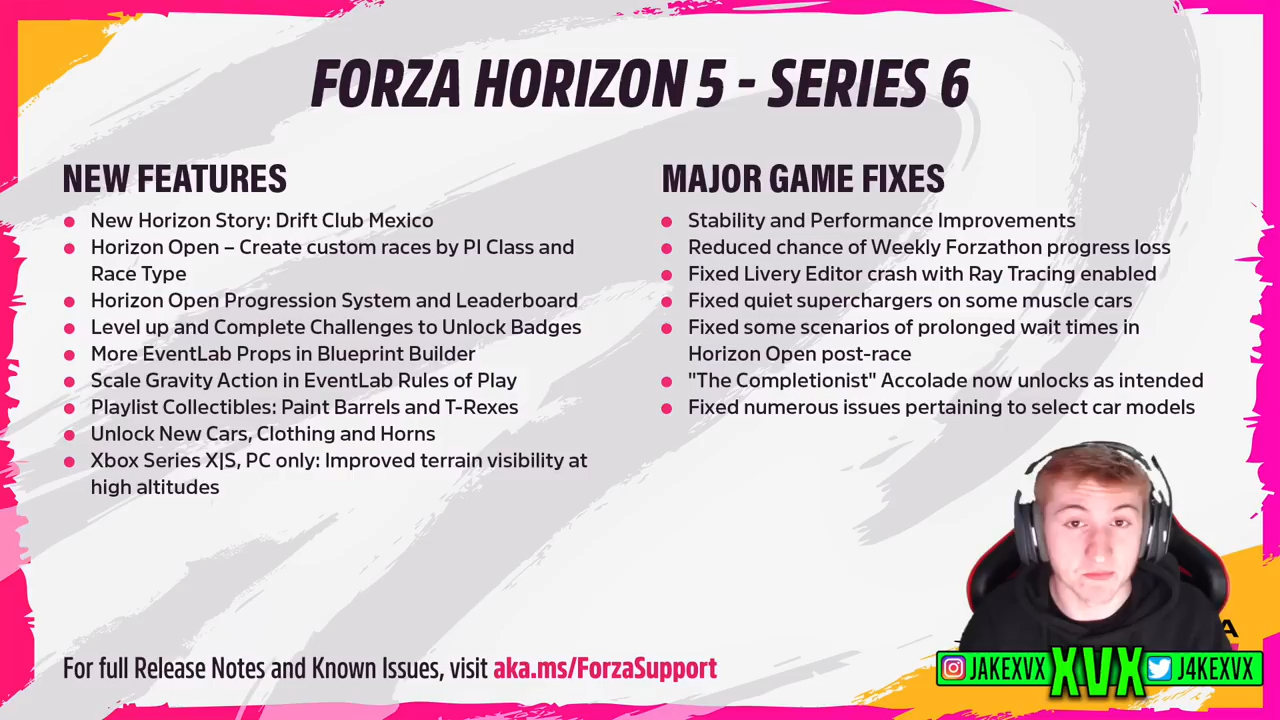 FORZA HORIZON 5 - SERIES 6
NEW FEATURES
New Horizon Story: Drift Club Mexico
Horizon Open – Create custom races by PI Class and
Race Type
Horizon Open Progression System and Leaderboard
Level up and Complete Challenges to Unlock Badges
More EventLab Props in Blueprint Builder
Scale Gravity Action in EventLab Rules of Play
Playlist Collectibles: Paint Barrels and T-Rexes
Unlock New Cars, Clothing and Horns
Xbox Series X|S, PC only: Improved terrain visibility at
high altitudes
MAJOR GAME FIXES
Stability and Performance Improvements
Reduced chance of Weekly Forzathon progress loss
Fixed Livery Editor crash with Ray Tracing enabled
Fixed quiet superchargers on some muscle cars
Fixed some scenarios of prolonged wait times in
Horizon Open post-race
"The Completionist" Accolade now unlocks as intended
Fixed numerous issues pertaining to select car models
For full Release Notes and Known Issues, visit aka.ms/ForzaSupport
JAKEXVX XVX J4KEXVX